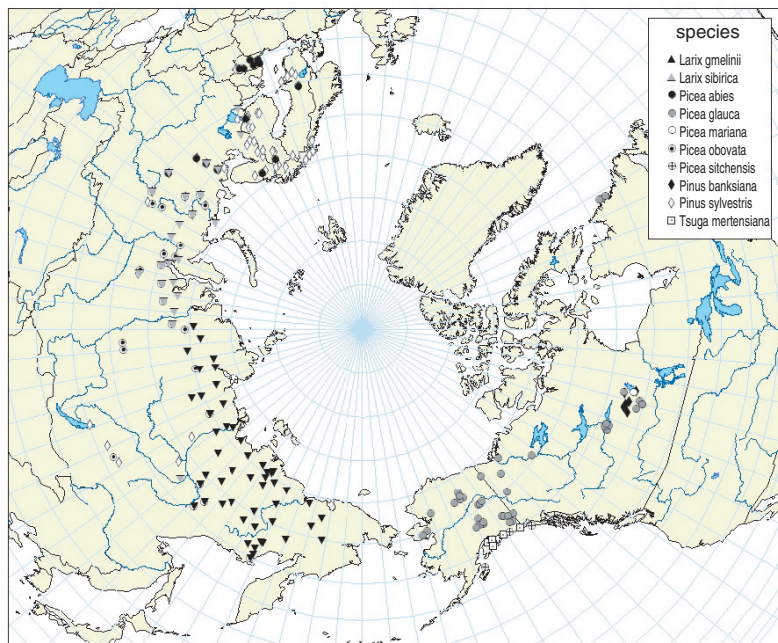 species
Larix gmelinii
Larix sibirica
Picea abies
Picea glauca
Picea mariana
Picea obovata
Picea sitchensis
Pinus banksiana
Pinus sylvestris
Tsuga mertensiana